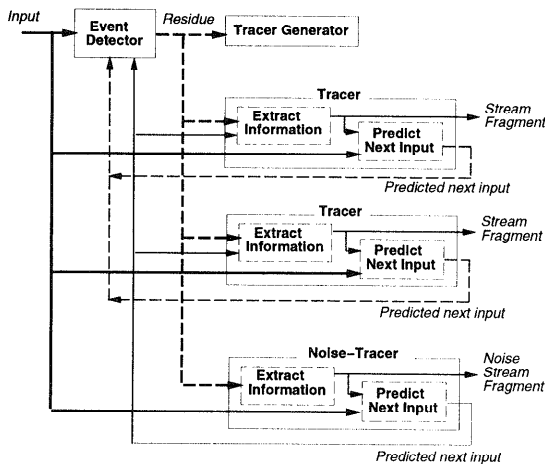 Input
Event
Detector
Residue
Tracer Generator
Tracer
Extract
Information
Predict
Next Input
Stream
Fragment
Predicted next input
Tracer
Extract
Information
Predict
Next Input
Stream
Fragment
Predicted next input
Noise-Tracer
Extract
Information
Predict
Next Input
Noise
Stream
Fragment
Predicted next input